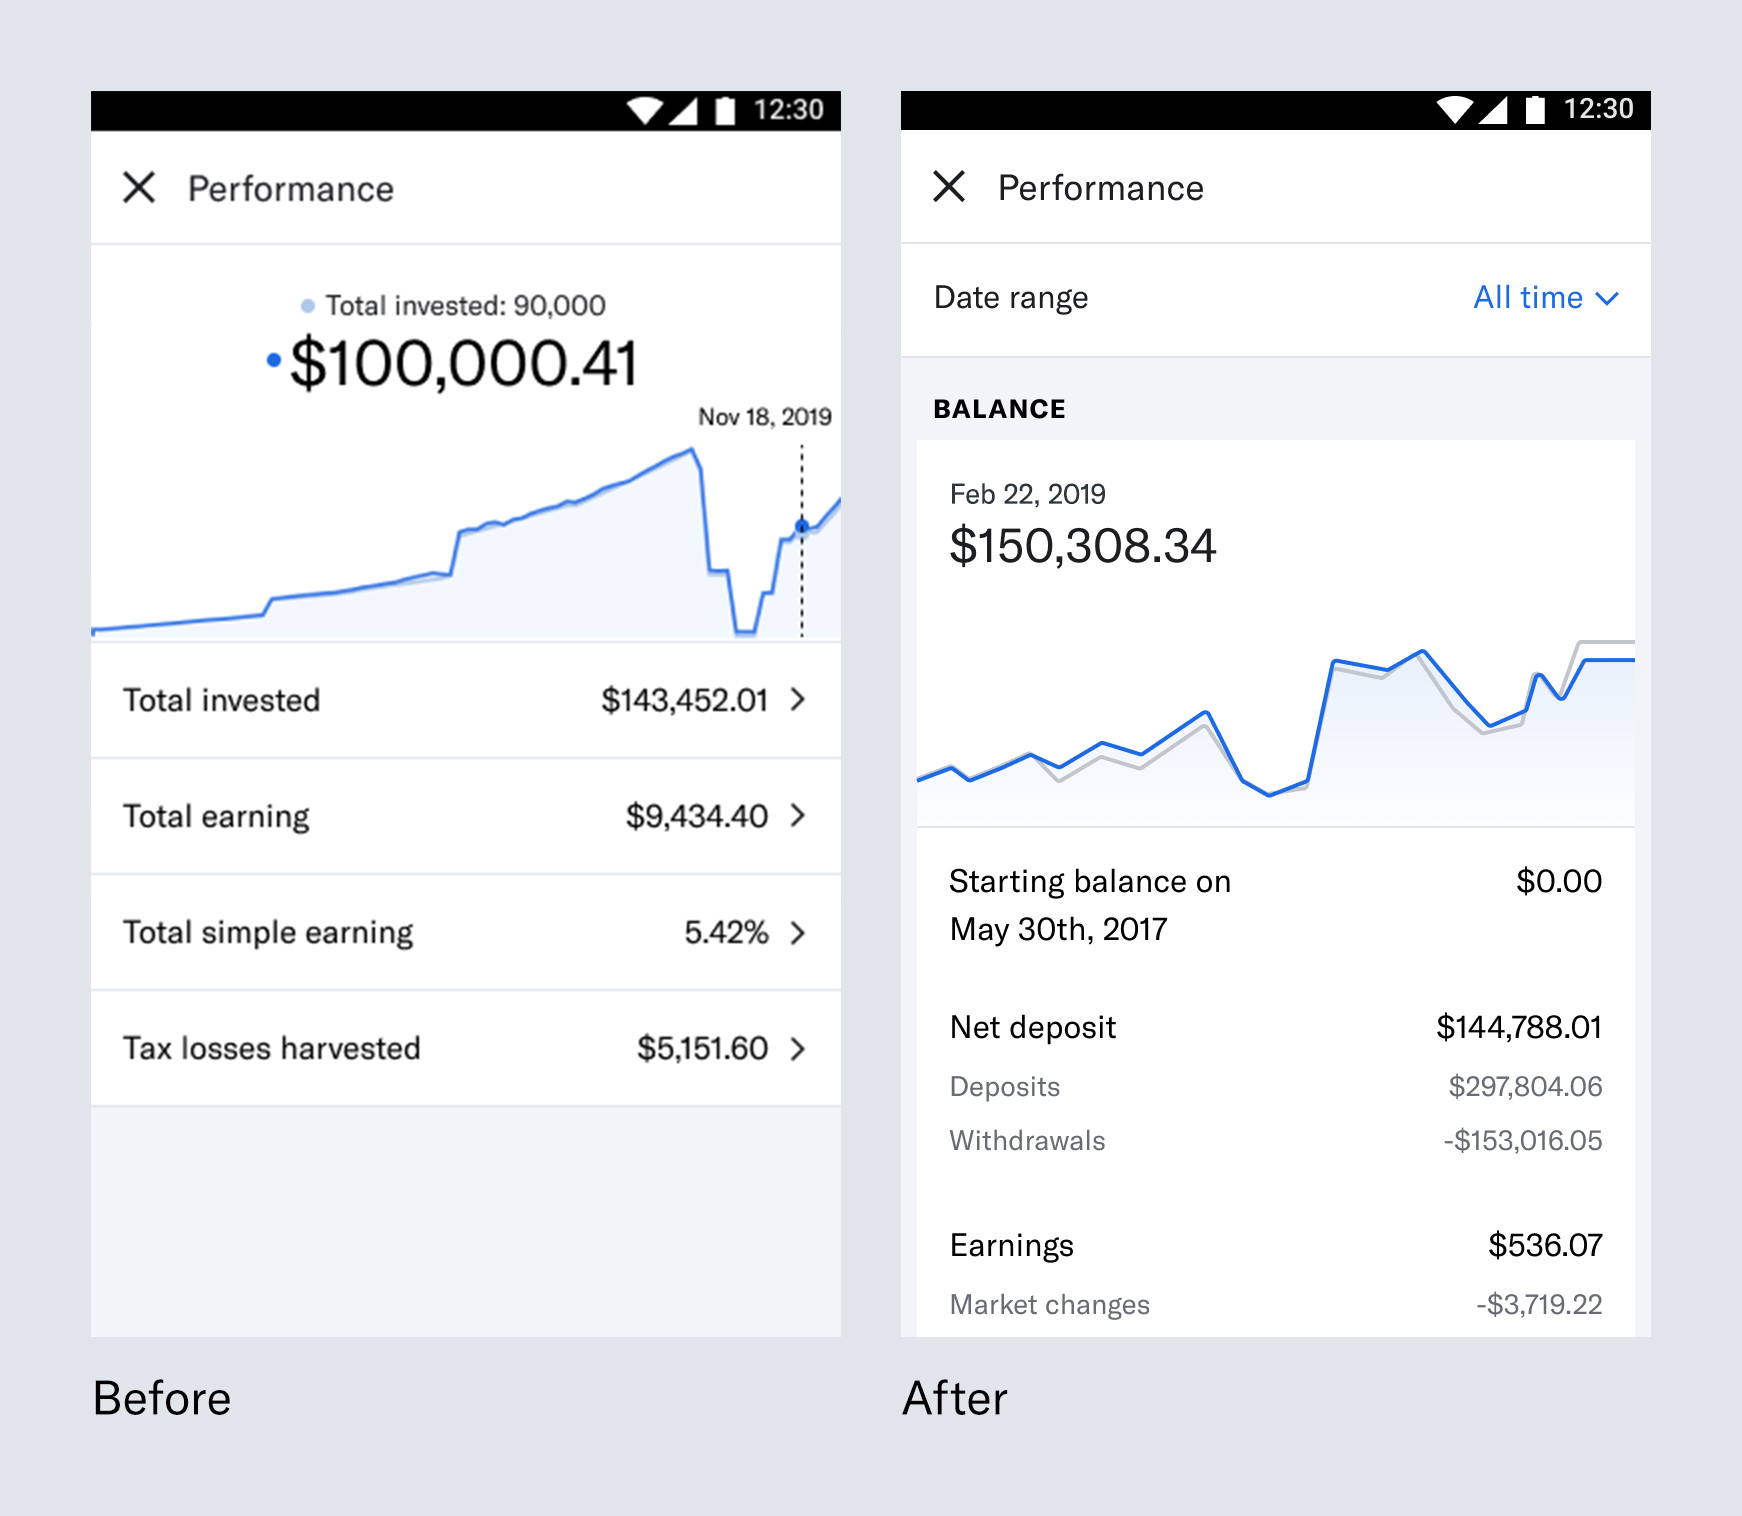 12:30
Performance
Total invested: 90,000
$100,000.41
Nov 18, 2019
Total invested $143,452.01
Total earning $9,434.40
Total simple earning 5.42%
Tax losses harvested $5,151.60
Before
12:30
Performance
Date range All time
BALANCE
Feb 22, 2019
$150,308.34
Starting balance on $0.00
May 30th, 2017
Net deposit $144,788.01
Deposits $297,804.06
Withdrawals -$153,016.05
Earnings $536.07
Market changes -$3,719.22
After